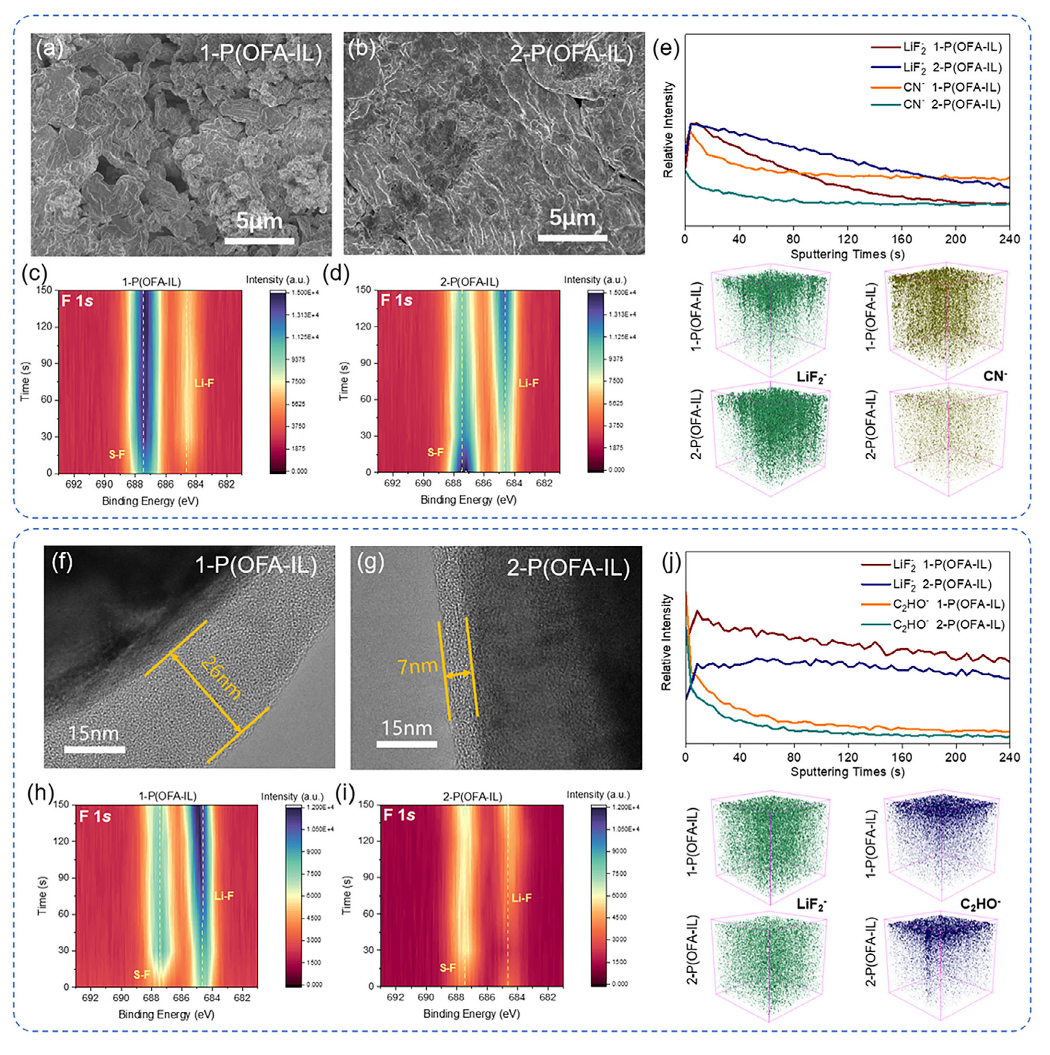 (a) 1-P(OFA-IL)
5μm
(b) 2-P(OFA-IL)
5μm
(c) 1-P(OFA-IL)
Intensity (a.u.)
F 1s
Li-F
S-F
Time (s)
150
120
90
60
30
0
692 690 688 686 684 682
Binding Energy (eV)
1.500E+4
1.313E+4
1.125E+4
9375
7500
5625
3750
1875
0.000
(d) 2-P(OFA-IL)
Intensity (a.u.)
F 1s
Li-F
S-F
Time (s)
150
120
90
60
30
0
692 690 688 686 684 682
Binding Energy (eV)
1.500E+4
1.313E+4
1.125E+4
9375
7500
5625
3750
1875
0.000
(e)
LiF₂⁻ 1-P(OFA-IL)
LiF₂⁻ 2-P(OFA-IL)
CN⁻ 1-P(OFA-IL)
CN⁻ 2-P(OFA-IL)
Relative Intensity
0 40 80 120 160 200 240
Sputtering Times (s)
1-P(OFA-IL)
1-P(OFA-IL)
LiF₂⁻
CN⁻
2-P(OFA-IL)
2-P(OFA-IL)
(f) 1-P(OFA-IL)
26nm
15nm
(g) 2-P(OFA-IL)
7nm
15nm
(h) 1-P(OFA-IL)
Intensity (a.u.)
F 1s
Li-F
S-F
Time (s)
150
120
90
60
30
0
692 690 688 686 684 682
Binding Energy (eV)
1.200E+4
1.050E+4
9000
7500
6000
4500
3000
1500
0.000
(i) 2-P(OFA-IL)
Intensity (a.u.)
F 1s
Li-F
S-F
Time (s)
150
120
90
60
30
0
692 690 688 686 684 682
Binding Energy (eV)
1.200E+4
1.050E+4
9000
7500
6000
4500
3000
1500
0.000
(j)
LiF₂⁻ 1-P(OFA-IL)
LiF₂⁻ 2-P(OFA-IL)
C₂HO⁻ 1-P(OFA-IL)
C₂HO⁻ 2-P(OFA-IL)
Relative Intensity
0 40 80 120 160 200 240
Sputtering Times (s)
1-P(OFA-IL)
1-P(OFA-IL)
LiF₂⁻
C₂HO⁻
2-P(OFA-IL)
2-P(OFA-IL)